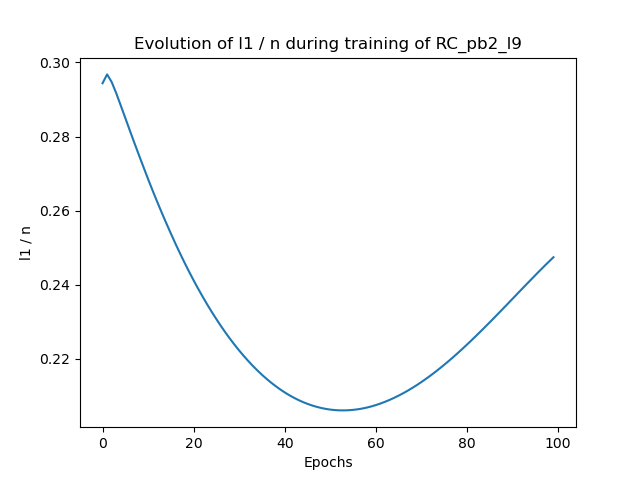 Evolution of l1 / n during training of RC_pb2_l9
0.30
0.28
0.26
0.24
0.22
l1 / n
0 20 40 60 80 100
Epochs